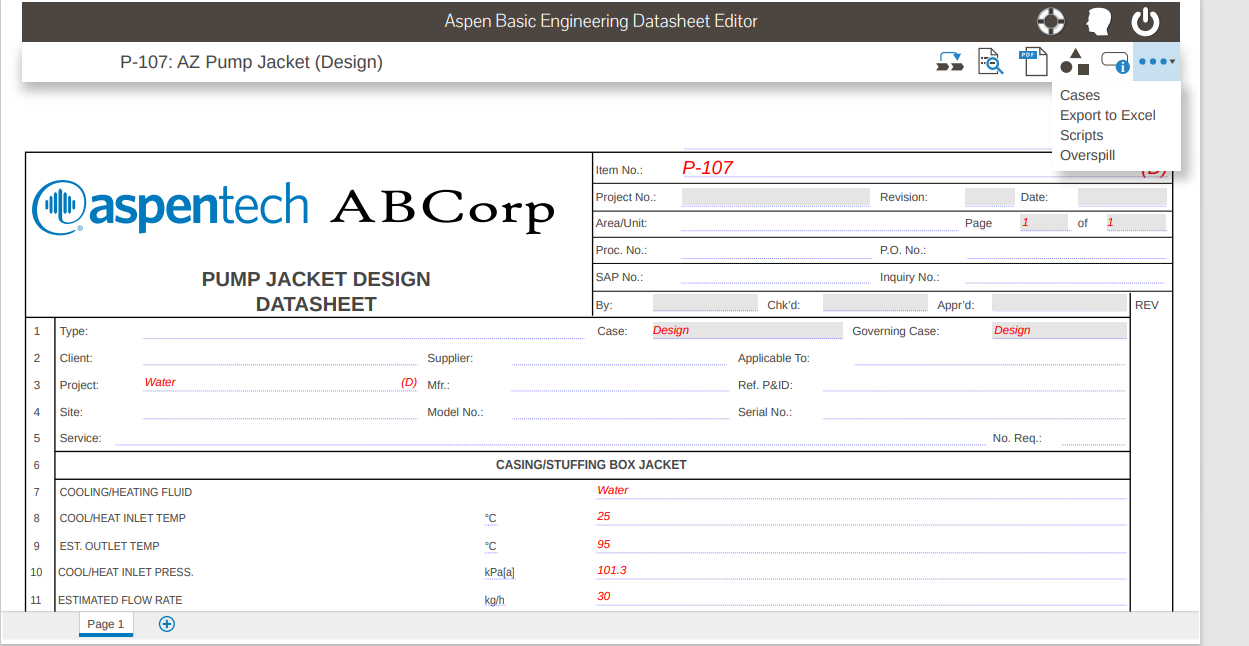 Aspen Basic Engineering Datasheet Editor
P-107: AZ Pump Jacket (Design)
PDF
Cases
Export to Excel
Scripts
Overspill
aspentech ABCorp
PUMP JACKET DESIGN
DATASHEET
Item No.: P-107 (D)
Project No.: Revision: Date:
Area/Unit: Page 1 of 1
Proc. No.: P.O. No.:
SAP No.: Inquiry No.:
By: Chk'd: Appr'd: REV
1 Type: Case: Design Governing Case: Design
2 Client: Supplier: Applicable To:
3 Project: Water (D) Mfr.: Ref. P&ID:
4 Site: Model No.: Serial No.:
5 Service: No. Req.:
6 CASING/STUFFING BOX JACKET
7 COOLING/HEATING FLUID Water
8 COOL/HEAT INLET TEMP °C 25
9 EST. OUTLET TEMP °C 95
10 COOL/HEAT INLET PRESS. kPa[a] 101.3
11 ESTIMATED FLOW RATE kg/h 30
Page 1